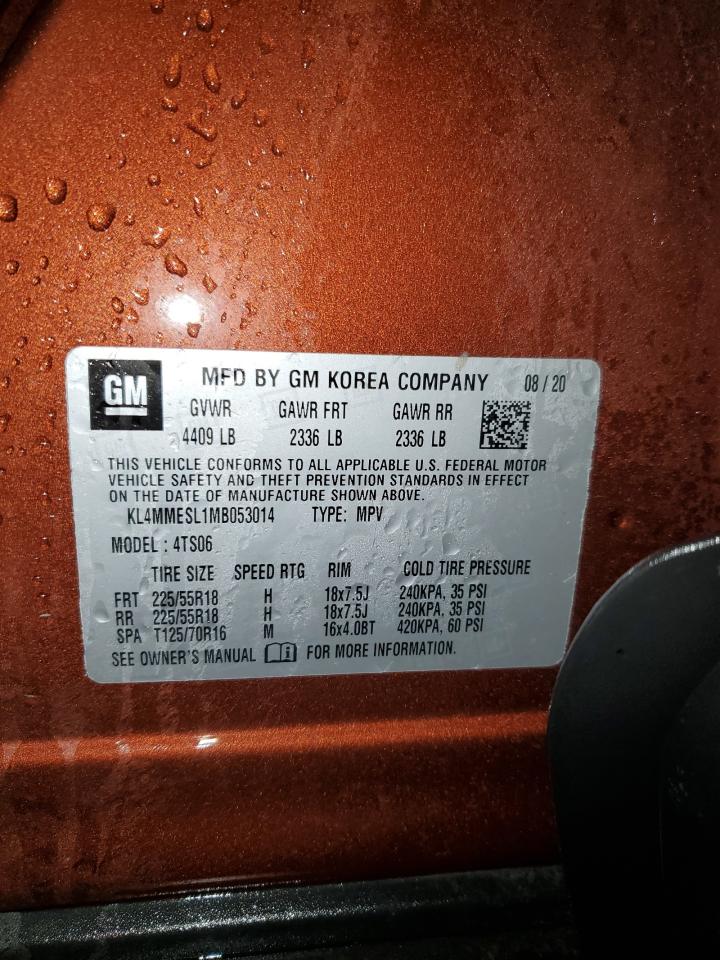 GM
MFD BY GM KOREA COMPANY 08 / 20
GVWR GAWR FRT GAWR RR
4409 LB 2336 LB 2336 LB
THIS VEHICLE CONFORMS TO ALL APPLICABLE U.S. FEDERAL MOTOR
VEHICLE SAFETY AND THEFT PREVENTION STANDARDS IN EFFECT
ON THE DATE OF MANUFACTURE SHOWN ABOVE.
KL4MMESL1MB053014 TYPE: MPV
MODEL : 4TS06
TIRE SIZE SPEED RTG RIM COLD TIRE PRESSURE
FRT 225/55R18 H 18x7.5J 240KPA, 35 PSI
RR 225/55R18 H 18x7.5J 240KPA, 35 PSI
SPA T125/70R16 M 16x4.0BT 420KPA, 60 PSI
SEE OWNER'S MANUAL FOR MORE INFORMATION.